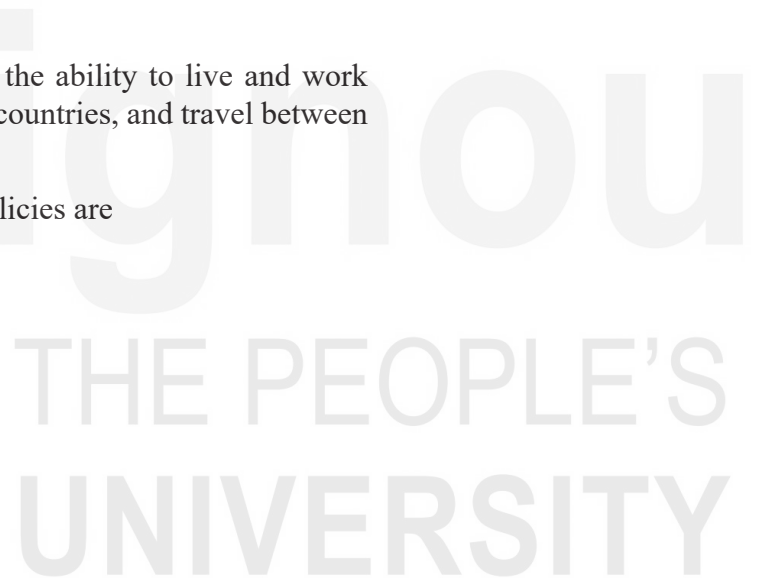 the ability to live and work
countries, and travel between
licies are
ignou
THE PEOPLE'S
UNIVERSITY